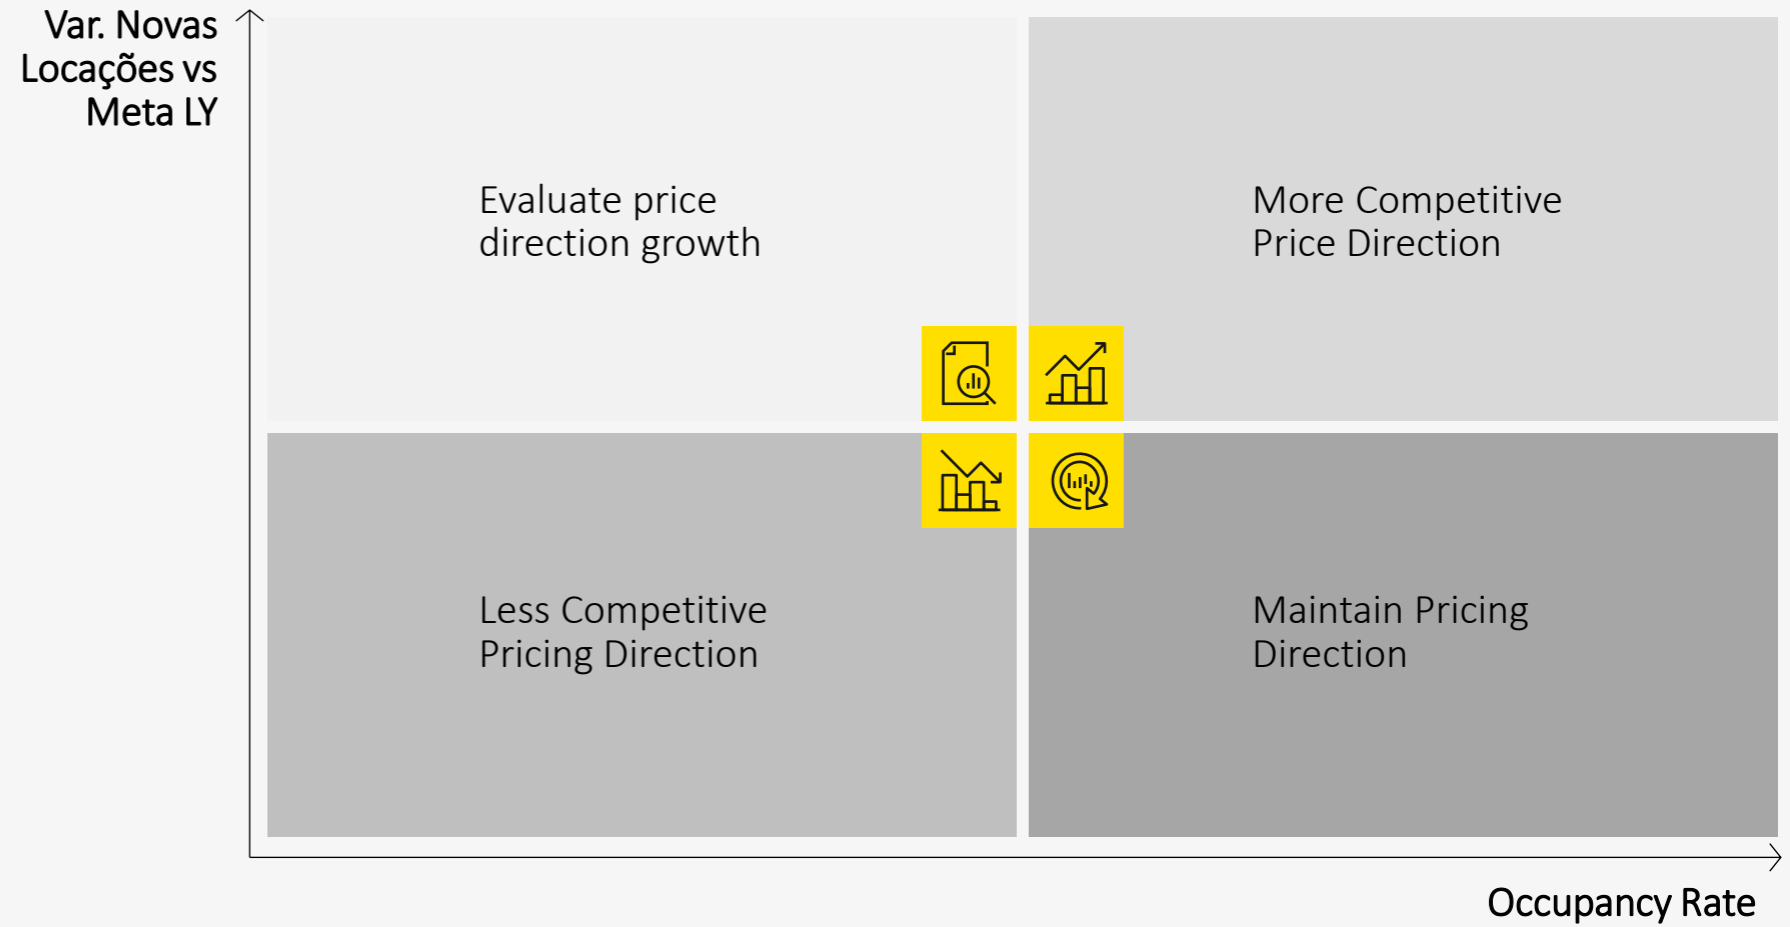 Var. Novas
Locações vs
Meta LY
Evaluate price
direction growth
More Competitive
Price Direction
Less Competitive
Pricing Direction
Maintain Pricing
Direction
Occupancy Rate